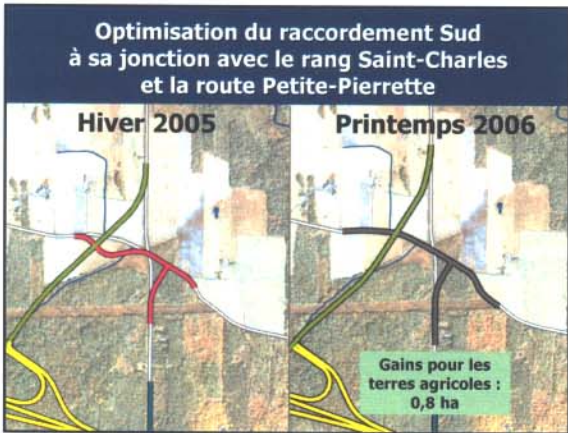 Optimisation du raccordement Sud
à sa jonction avec le rang Saint-Charles
et la route Petite-Pierrette
Hiver 2005
Printemps 2006
Gains pour les
terres agricoles :
0,8 ha